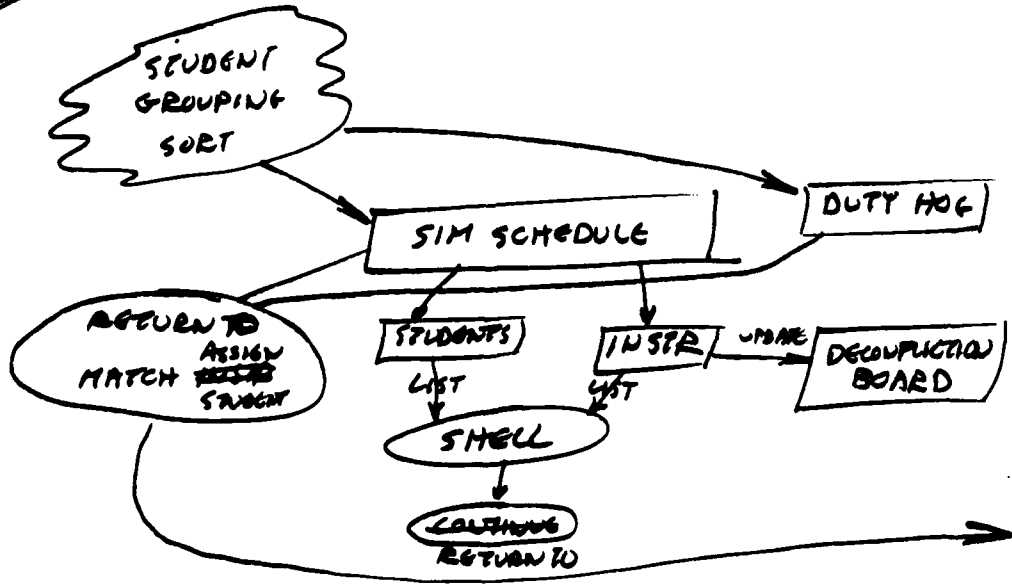 STUDENT
GROUPING
SORT
DUTY HOG
SIM SCHEDULE
RETURN TO
ASSIGN
MATCH
STUDENT
STUDENTS
INSTR
UPDATE
DECONFLICTION
BOARD
LIST
LIST
SHELL
CONTINUE
RETURN TO